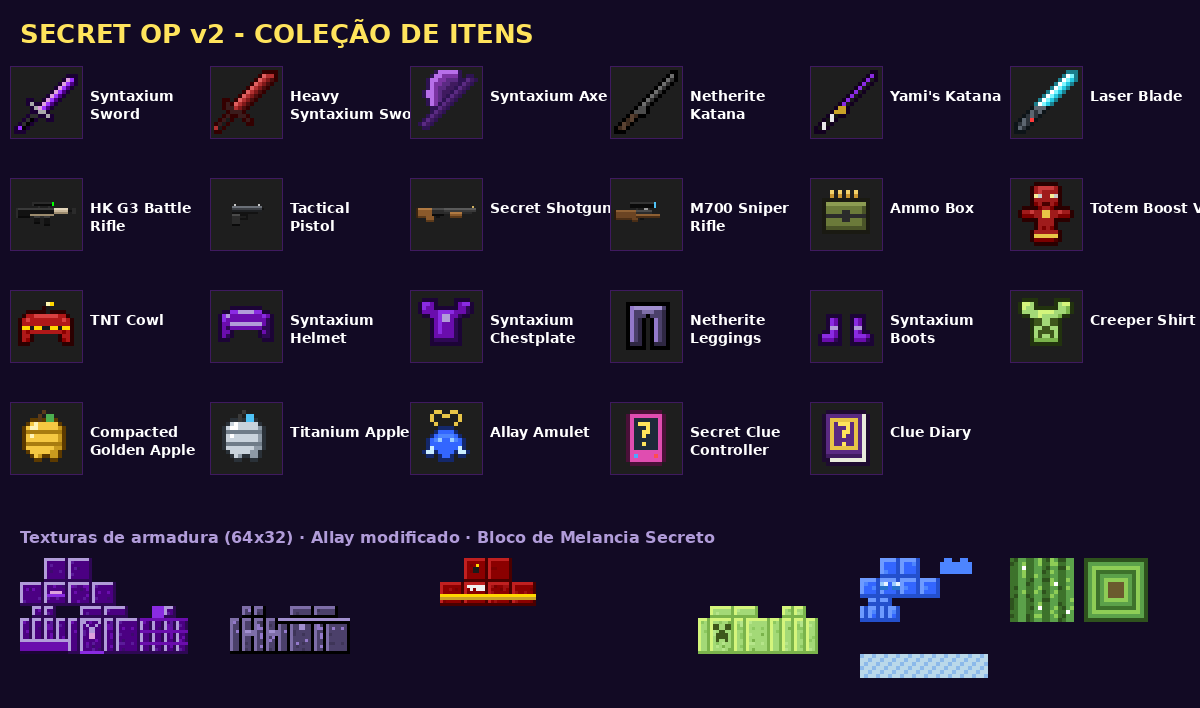 SECRET OP v2 - COLEÇÃO DE ITENS
Syntaxium
Sword
Heavy
Syntaxium Swo
Syntaxium Axe
Netherite
Katana
Yami's Katana
Laser Blade
HK G3 Battle
Rifle
Tactical
Pistol
Secret Shotgun
M700 Sniper
Rifle
Ammo Box
Totem Boost V
TNT Cowl
Syntaxium
Helmet
Syntaxium
Chestplate
Netherite
Leggings
Syntaxium
Boots
Creeper Shirt
Compacted
Golden Apple
Titanium Apple
Allay Amulet
Secret Clue
Controller
Clue Diary
Texturas de armadura (64x32) · Allay modificado · Bloco de Melancia Secreto